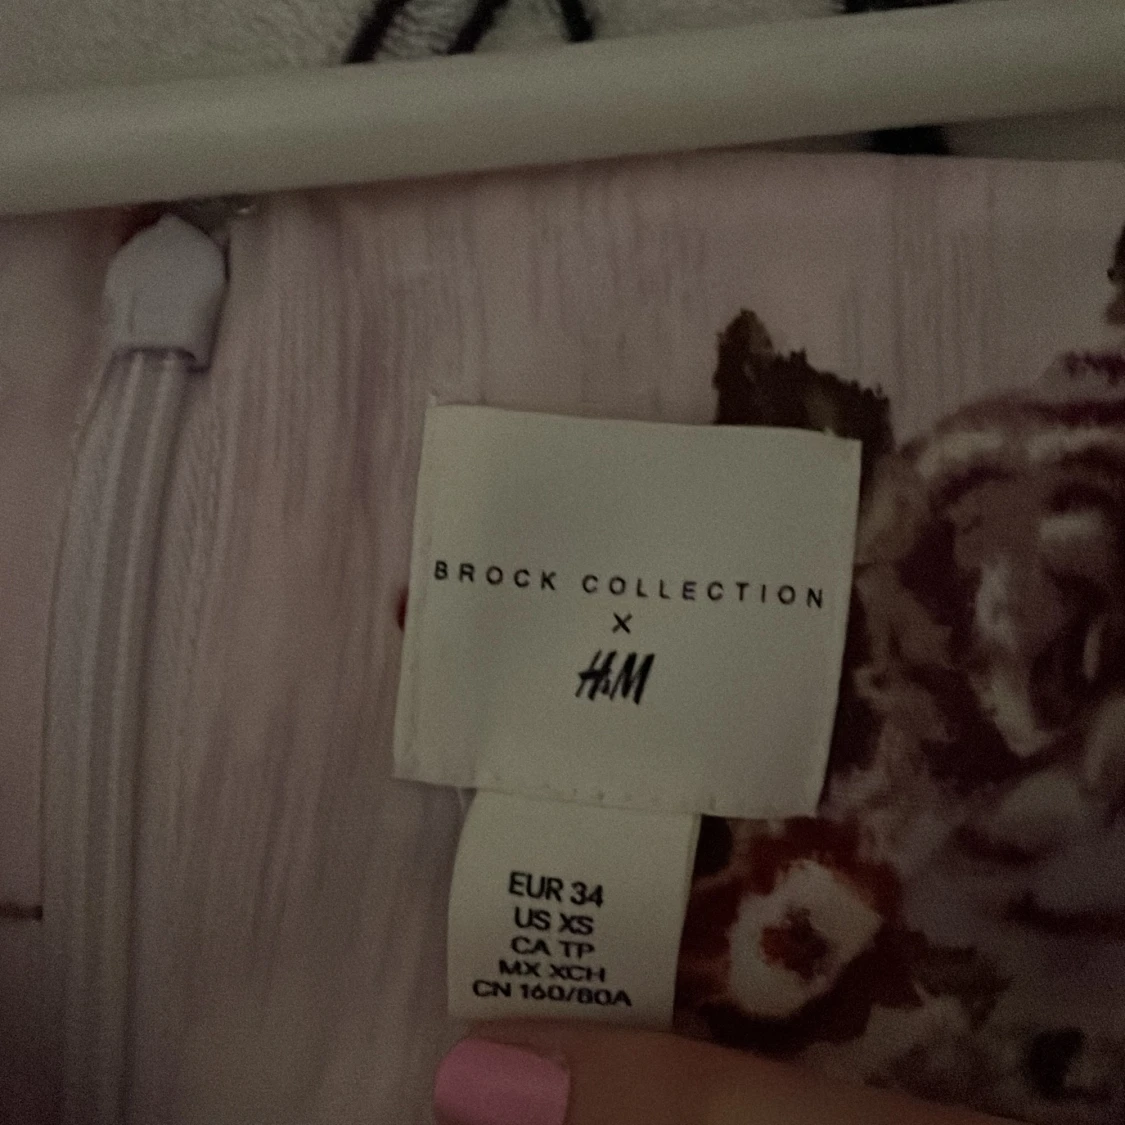 BROCK COLLECTION
X
H&M
EUR 34
US XS
CA TP
MX XCH
CN 160/80A